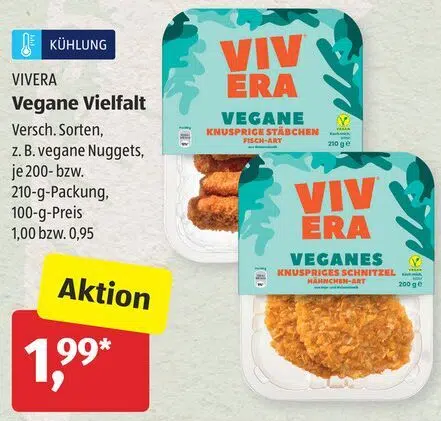 KÜHLUNG
VIVERA
Vegane Vielfalt
Versch. Sorten,
z. B. vegane Nuggets,
je 200- bzw.
210-g-Packung,
100-g-Preis
1,00 bzw. 0,95
Aktion
1,99*
VIV
ERA
VEGANE
KNUSPRIGE STÄBCHEN
FISCH-ART
VEGAN
210 g e
VIV
ERA
VEGANES
KNUSPRIGES SCHNITZEL
HÄHNCHEN-ART
VEGAN
200 g e